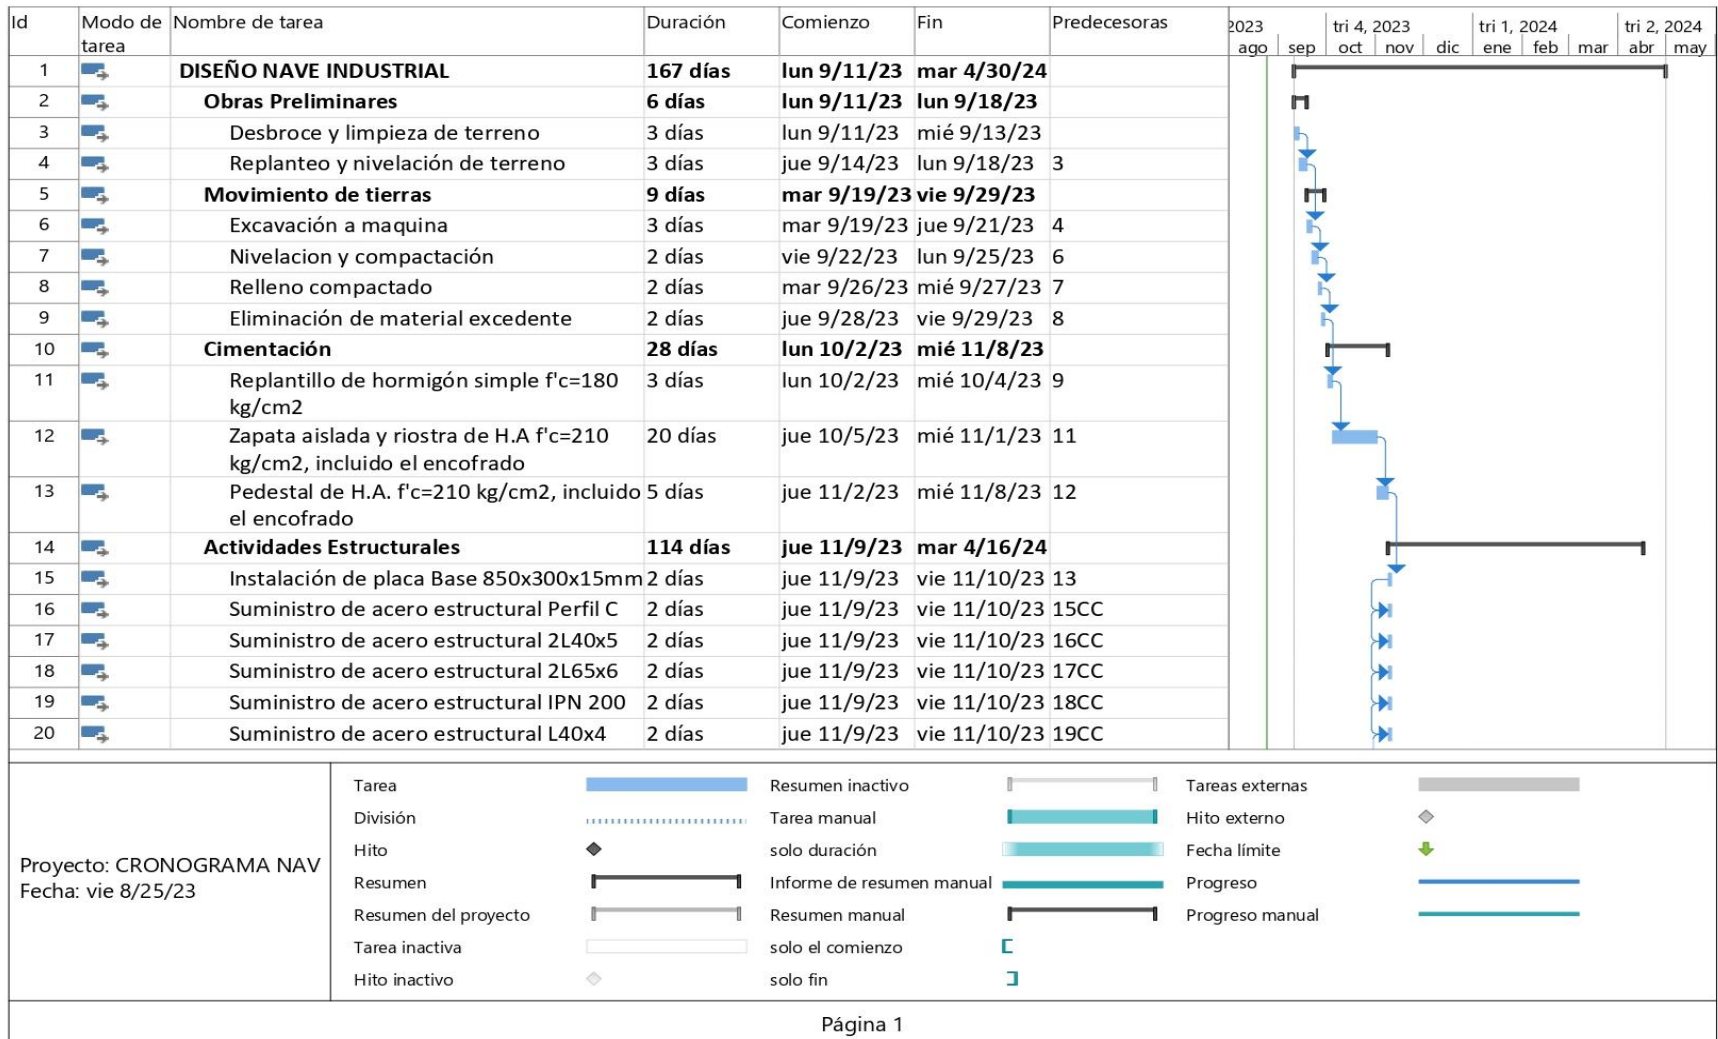 Id Modo de tarea Nombre de tarea Duración Comienzo Fin Predecesoras
2023 tri 4, 2023 tri 1, 2024 tri 2, 2024
ago sep oct nov dic ene feb mar abr may
1 DISEÑO NAVE INDUSTRIAL 167 días lun 9/11/23 mar 4/30/24
2 Obras Preliminares 6 días lun 9/11/23 lun 9/18/23
3 Desbroce y limpieza de terreno 3 días lun 9/11/23 mié 9/13/23
4 Replanteo y nivelación de terreno 3 días jue 9/14/23 lun 9/18/23 3
5 Movimiento de tierras 9 días mar 9/19/23 vie 9/29/23
6 Excavación a maquina 3 días mar 9/19/23 jue 9/21/23 4
7 Nivelacion y compactación 2 días vie 9/22/23 lun 9/25/23 6
8 Relleno compactado 2 días mar 9/26/23 mié 9/27/23 7
9 Eliminación de material excedente 2 días jue 9/28/23 vie 9/29/23 8
10 Cimentación 28 días lun 10/2/23 mié 11/8/23
11 Replantillo de hormigón simple f'c=180 3 días lun 10/2/23 mié 10/4/23 9
kg/cm2
12 Zapata aislada y riostra de H.A f'c=210 20 días jue 10/5/23 mié 11/1/23 11
kg/cm2, incluido el encofrado
13 Pedestal de H.A. f'c=210 kg/cm2, incluido 5 días jue 11/2/23 mié 11/8/23 12
el encofrado
14 Actividades Estructurales 114 días jue 11/9/23 mar 4/16/24
15 Instalación de placa Base 850x300x15mm 2 días jue 11/9/23 vie 11/10/23 13
16 Suministro de acero estructural Perfil C 2 días jue 11/9/23 vie 11/10/23 15CC
17 Suministro de acero estructural 2L40x5 2 días jue 11/9/23 vie 11/10/23 16CC
18 Suministro de acero estructural 2L65x6 2 días jue 11/9/23 vie 11/10/23 17CC
19 Suministro de acero estructural IPN 200 2 días jue 11/9/23 vie 11/10/23 18CC
20 Suministro de acero estructural L40x4 2 días jue 11/9/23 vie 11/10/23 19CC
Proyecto: CRONOGRAMA NAV
Fecha: vie 8/25/23
Tarea
División
Hito
Resumen
Resumen del proyecto
Tarea inactiva
Hito inactivo
Resumen inactivo
Tarea manual
solo duración
Informe de resumen manual
Resumen manual
solo el comienzo
solo fin
Tareas externas
Hito externo
Fecha límite
Progreso
Progreso manual
Página 1